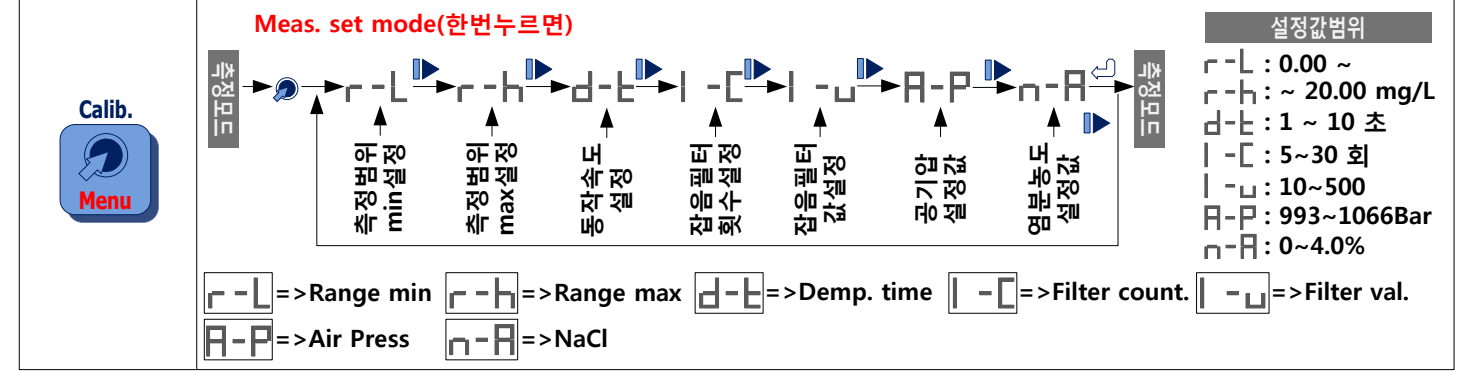 Calib.
Menu
Meas. set mode(한번누르면)
측정모드
r-L
r-h
d-t
I-C
I-u
A-P
n-A
측정모드
측정범위
min설정
측정범위
max설정
동작속도
설정
잡음필터
횟수설정
잡음필터
값설정
공기압
설정값
염분농도
설정값
설정값범위
r-L : 0.00 ~
r-h : ~ 20.00 mg/L
d-t : 1 ~ 10 초
I-C : 5~30 회
I-u : 10~500
A-P : 993~1066Bar
n-A : 0~4.0%
r-L =>Range min r-h =>Range max d-t =>Demp. time I-C =>Filter count. I-u =>Filter val.
A-P =>Air Press n-A =>NaCl